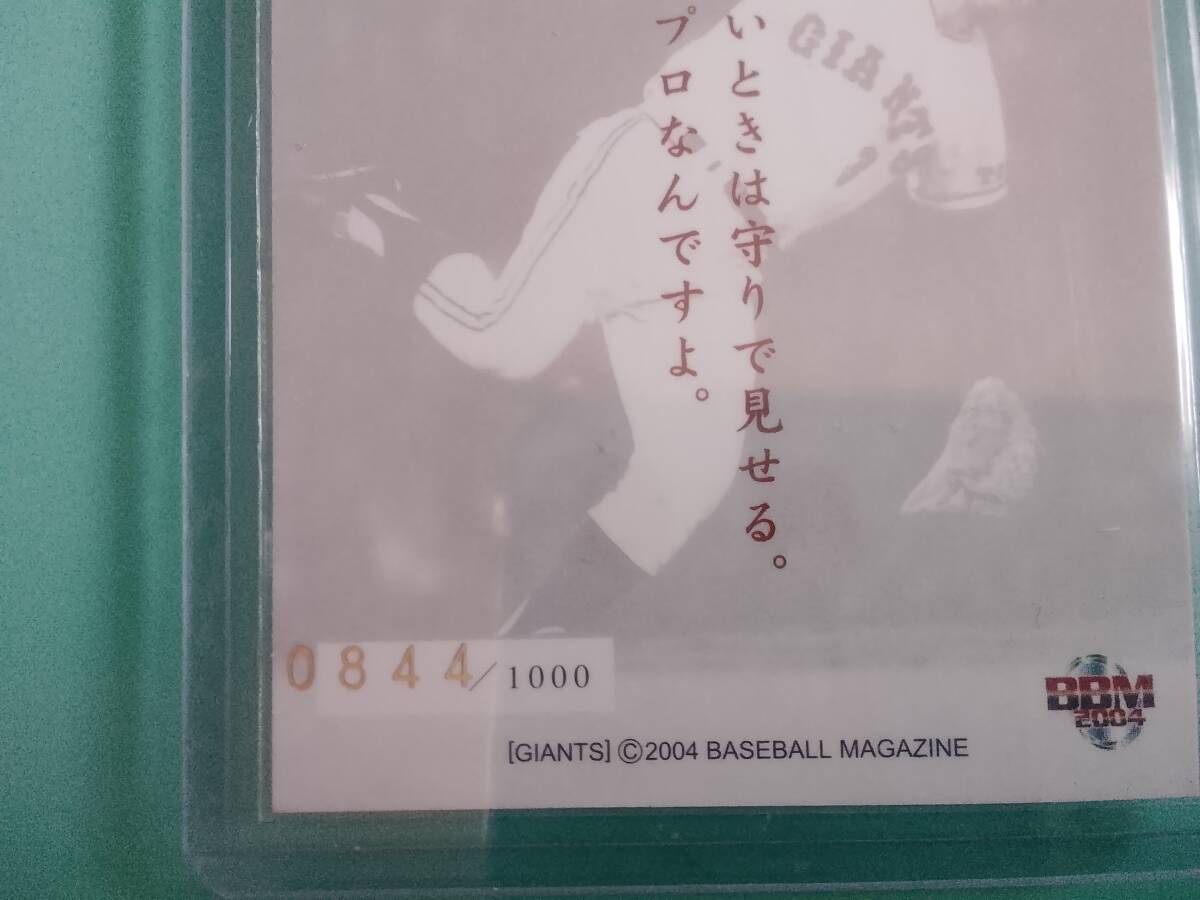 GIANTS
いときは守りで見せる。
プロなんですよ。
0844/1000
BBM
2004
[GIANTS] ©2004 BASEBALL MAGAZINE